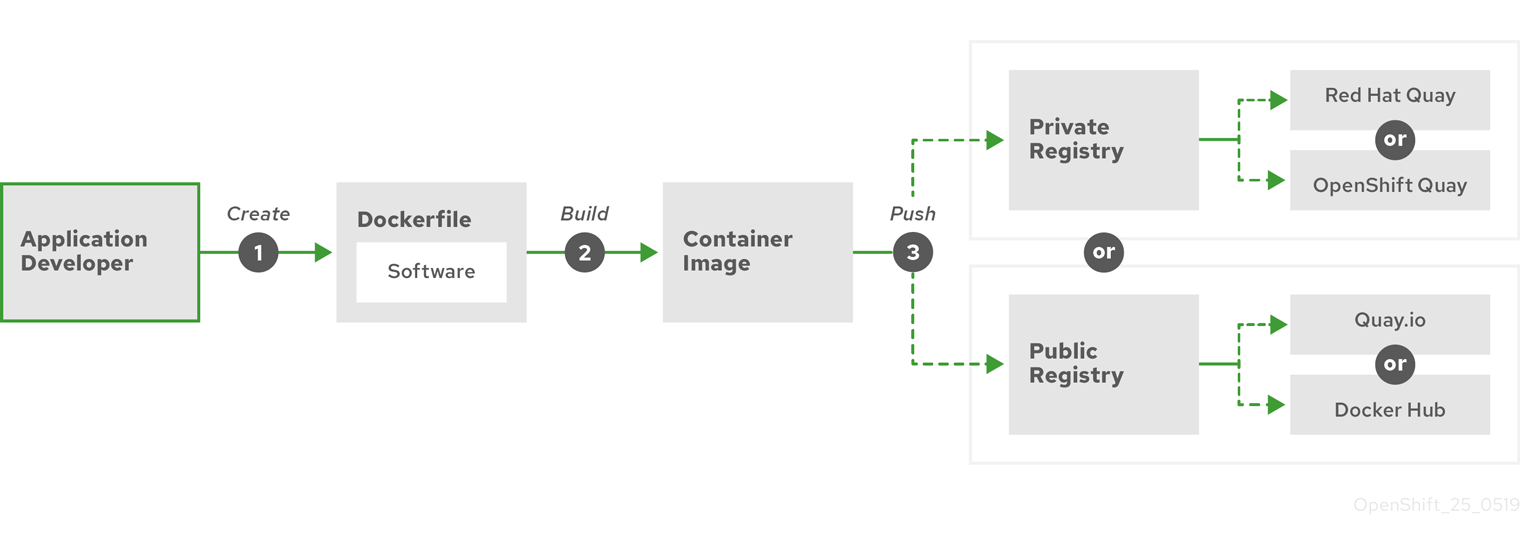 Application
Developer
Create
1
Dockerfile
Software
Build
2
Container
Image
Push
3
Private
Registry
Red Hat Quay
or
OpenShift Quay
or
Public
Registry
Quay.io
or
Docker Hub
OpenShift_25_0519